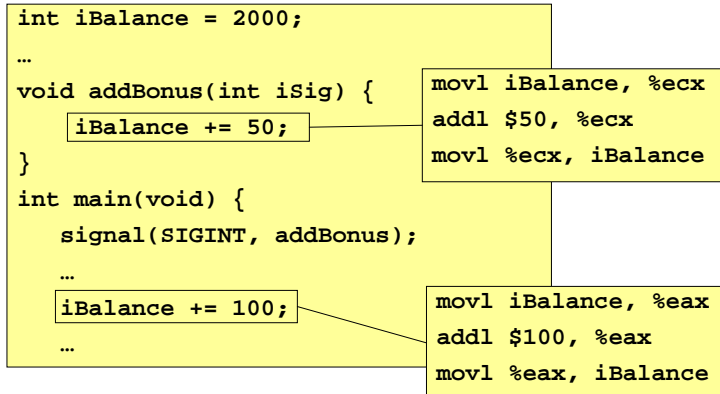 int iBalance = 2000;
…
void addBonus(int iSig) {
iBalance += 50;
}
int main(void) {
signal(SIGINT, addBonus);
…
iBalance += 100;
…
movl iBalance, %ecx
addl $50, %ecx
movl %ecx, iBalance
movl iBalance, %eax
addl $100, %eax
movl %eax, iBalance